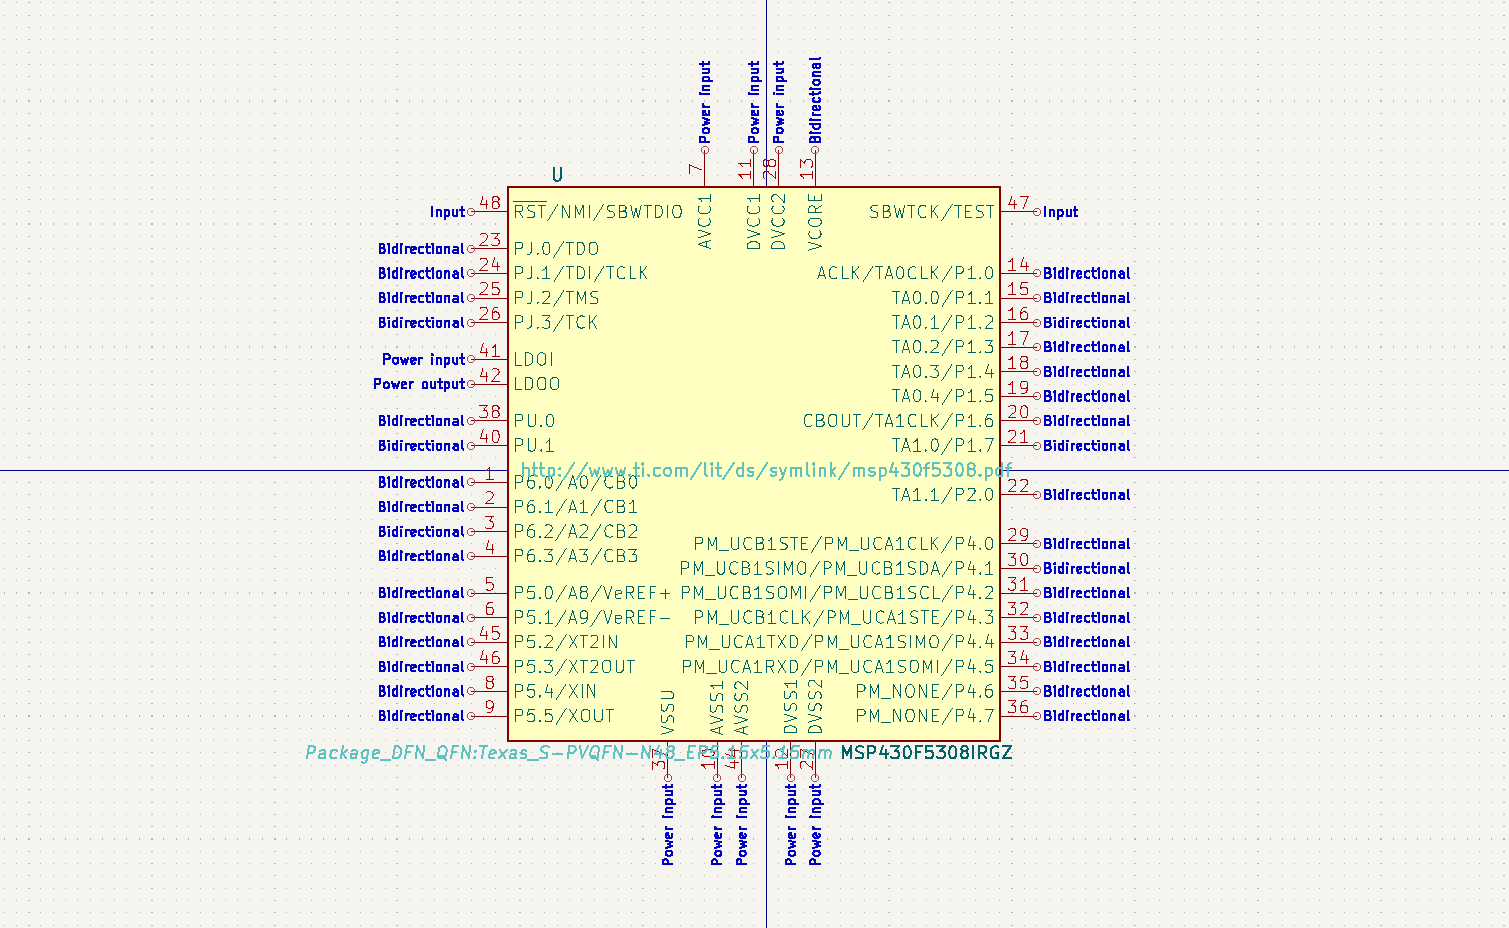 Power input
Power input
Power input
Bidirectional
7
11
28
13
U
AVCC1
DVCC1
DVCC2
VCORE
Input 48 RST/NMI/SBWTDIO
SBWTCK/TEST 47 Input
Bidirectional 23 PJ.0/TDO
Bidirectional 24 PJ.1/TDI/TCLK
ACLK/TA0CLK/P1.0 14 Bidirectional
Bidirectional 25 PJ.2/TMS
TA0.0/P1.1 15 Bidirectional
Bidirectional 26 PJ.3/TCK
TA0.1/P1.2 16 Bidirectional
TA0.2/P1.3 17 Bidirectional
Power input 41 LDOI
TA0.3/P1.4 18 Bidirectional
Power output 42 LDOO
TA0.4/P1.5 19 Bidirectional
Bidirectional 38 PU.0
CBOUT/TA1CLK/P1.6 20 Bidirectional
Bidirectional 40 PU.1
TA1.0/P1.7 21 Bidirectional
http://www.ti.com/lit/ds/symlink/msp430f5308.pdf
Bidirectional 1 P6.0/A0/CB0
TA1.1/P2.0 22 Bidirectional
Bidirectional 2 P6.1/A1/CB1
Bidirectional 3 P6.2/A2/CB2
PM_UCB1STE/PM_UCA1CLK/P4.0 29 Bidirectional
Bidirectional 4 P6.3/A3/CB3
PM_UCB1SIMO/PM_UCB1SDA/P4.1 30 Bidirectional
Bidirectional 5 P5.0/A8/VeREF+
PM_UCB1SOMI/PM_UCB1SCL/P4.2 31 Bidirectional
Bidirectional 6 P5.1/A9/VeREF-
PM_UCB1CLK/PM_UCA1STE/P4.3 32 Bidirectional
Bidirectional 45 P5.2/XT2IN
PM_UCA1TXD/PM_UCA1SIMO/P4.4 33 Bidirectional
Bidirectional 46 P5.3/XT2OUT
PM_UCA1RXD/PM_UCA1SOMI/P4.5 34 Bidirectional
Bidirectional 8 P5.4/XIN
PM_NONE/P4.6 35 Bidirectional
Bidirectional 9 P5.5/XOUT
PM_NONE/P4.7 36 Bidirectional
VSSU
AVSS1
AVSS2
DVSS1
DVSS2
Package_DFN_QFN:Texas_S-PVQFN-N48_EP5.15x5.15mm
MSP430F5308IRGZ
Power input
Power input
Power input
Power input
Power input